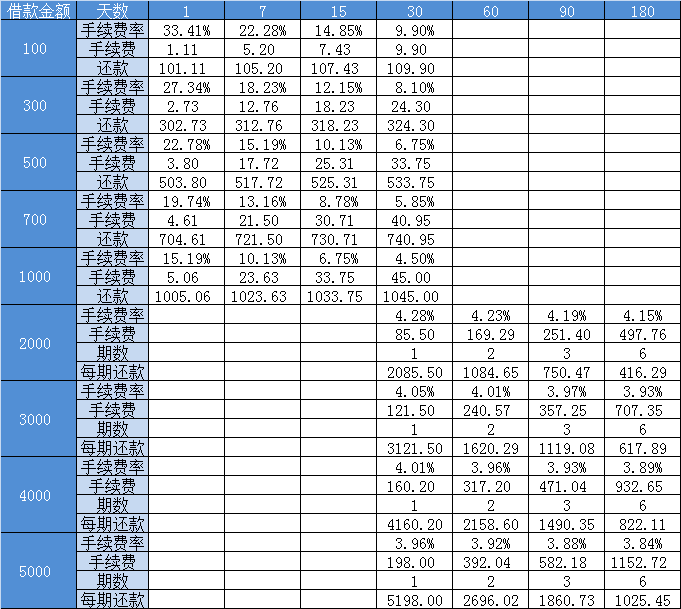 借款金额 天数 1 7 15 30 60 90 180
手续费率 33.41% 22.28% 14.85% 9.90%
100 手续费 1.11 5.20 7.43 9.90
还款 101.11 105.20 107.43 109.90
手续费率 27.34% 18.23% 12.15% 8.10%
300 手续费 2.73 12.76 18.23 24.30
还款 302.73 312.76 318.23 324.30
手续费率 22.78% 15.19% 10.13% 6.75%
500 手续费 3.80 17.72 25.31 33.75
还款 503.80 517.72 525.31 533.75
手续费率 19.74% 13.16% 8.78% 5.85%
700 手续费 4.61 21.50 30.71 40.95
还款 704.61 721.50 730.71 740.95
手续费率 15.19% 10.13% 6.75% 4.50%
1000 手续费 5.06 23.63 33.75 45.00
还款 1005.06 1023.63 1033.75 1045.00
手续费率 4.28% 4.23% 4.19% 4.15%
手续费 85.50 169.29 251.40 497.76
2000
期数 1 2 3 6
每期还款 2085.50 1084.65 750.47 416.29
手续费率 4.05% 4.01% 3.97% 3.93%
手续费 121.50 240.57 357.25 707.35
3000
期数 1 2 3 6
每期还款 3121.50 1620.29 1119.08 617.89
手续费率 4.01% 3.96% 3.93% 3.89%
手续费 160.20 317.20 471.04 932.65
4000
期数 1 2 3 6
每期还款 4160.20 2158.60 1490.35 822.11
手续费率 3.96% 3.92% 3.88% 3.84%
手续费 198.00 392.04 582.18 1152.72
5000
期数 1 2 3 6
每期还款 5198.00 2696.02 1860.73 1025.45